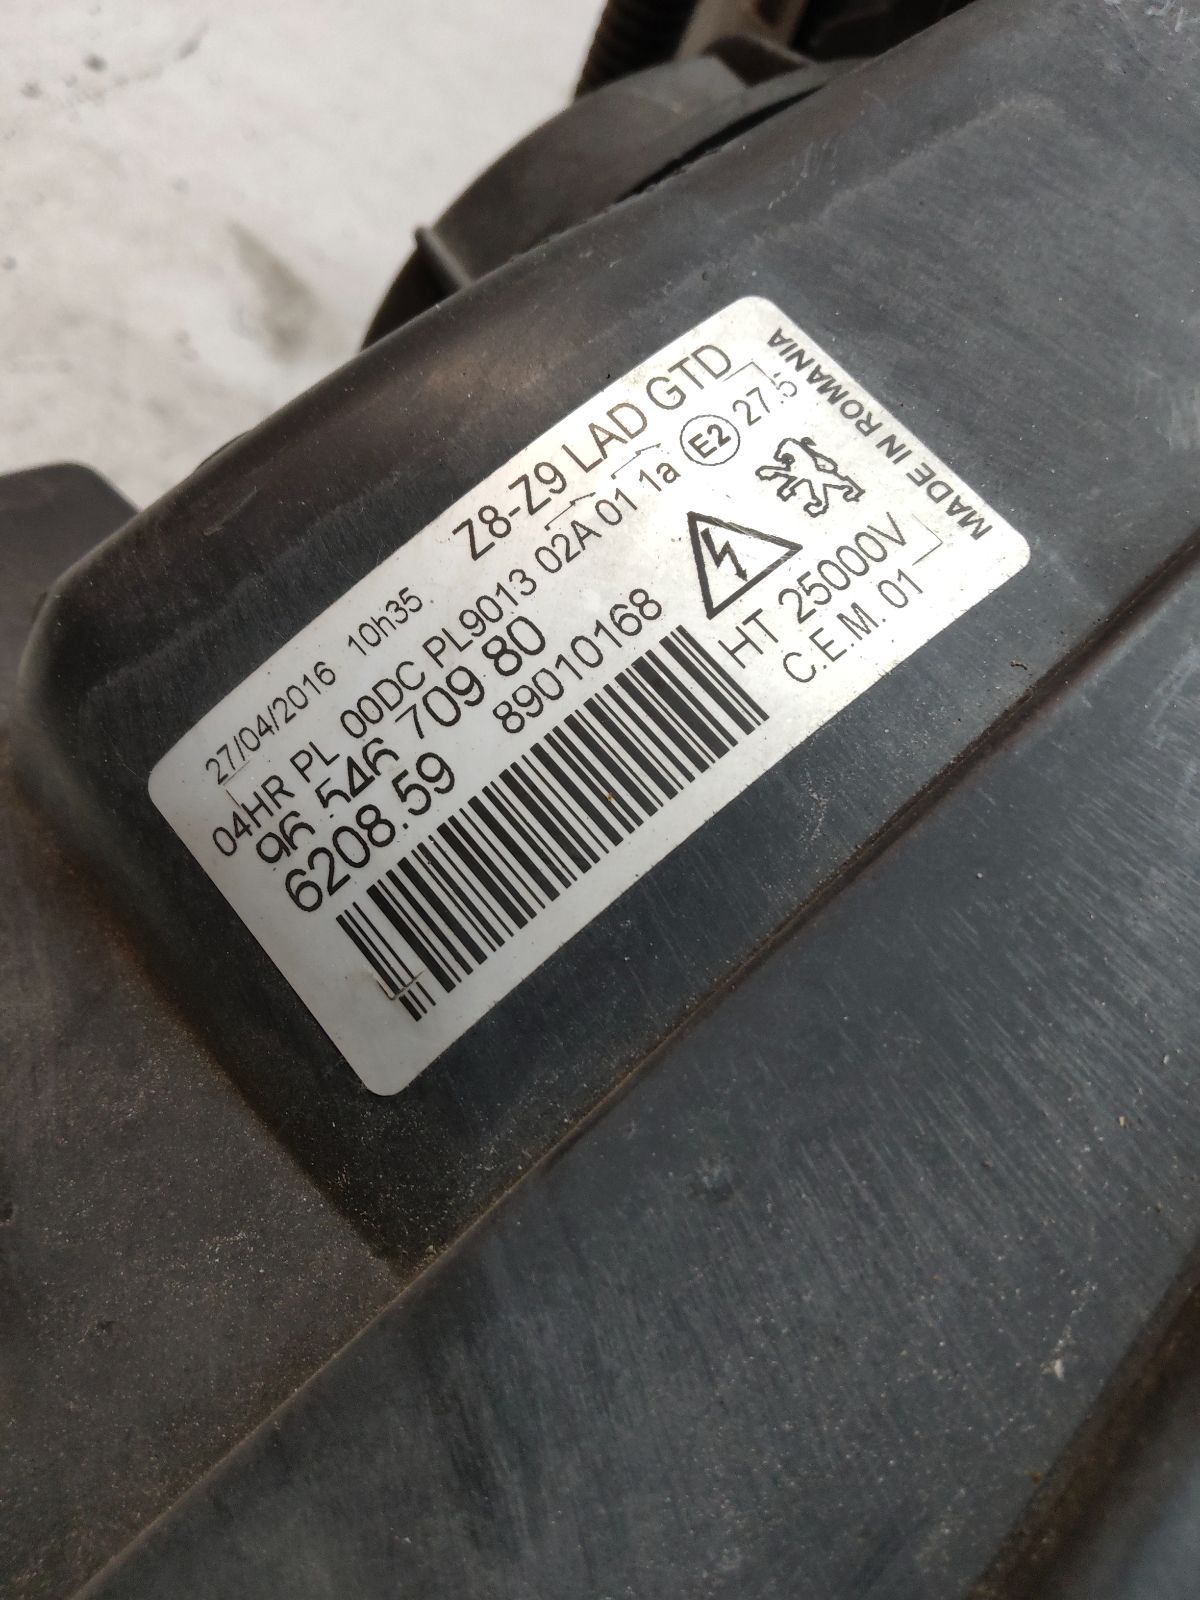 Z8-Z9 LAD GTD
27/04/2016 10h35
04HR PL 00DC PL9013 02A 01 1a E2 27.5
96 546 709 80
6208.59 89010168
HT 25000V
C.E.M. 01
MADE IN ROMANIA